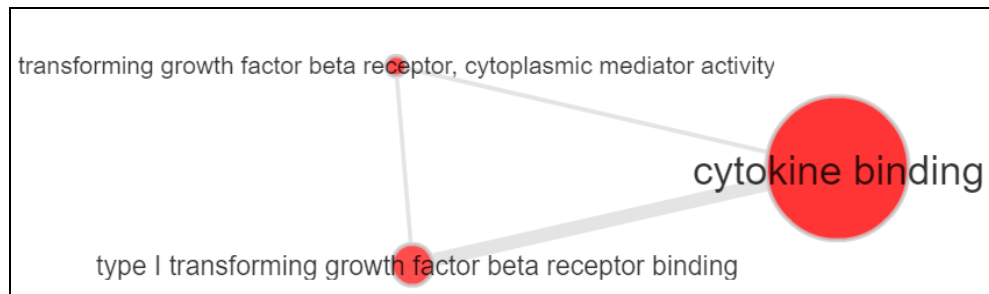 transforming growth factor beta receptor, cytoplasmic mediator activity
cytokine binding
type I transforming growth factor beta receptor binding